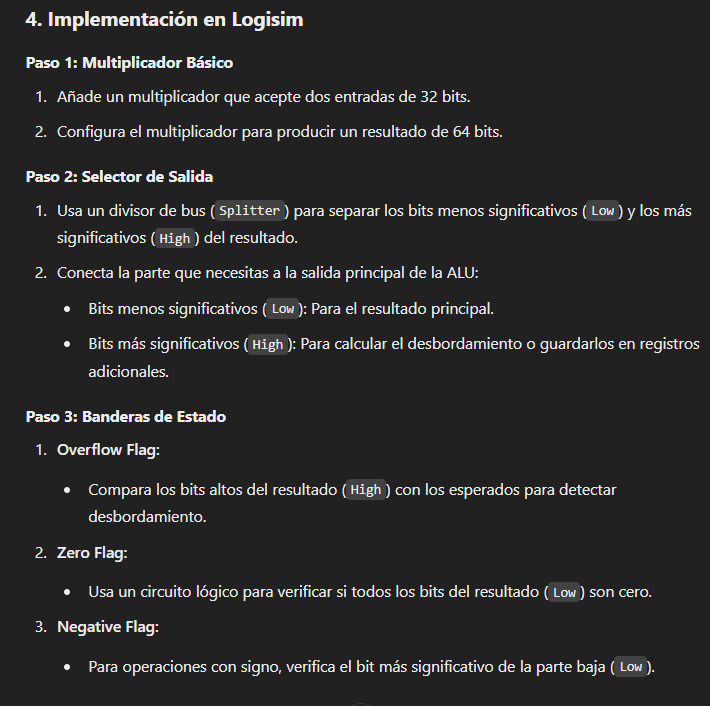 4. Implementación en Logisim
Paso 1: Multiplicador Básico
1. Añade un multiplicador que acepte dos entradas de 32 bits.
2. Configura el multiplicador para producir un resultado de 64 bits.
Paso 2: Selector de Salida
1. Usa un divisor de bus (Splitter) para separar los bits menos significativos (Low) y los más
significativos (High) del resultado.
2. Conecta la parte que necesitas a la salida principal de la ALU:
• Bits menos significativos (Low): Para el resultado principal.
• Bits más significativos (High): Para calcular el desbordamiento o guardarlos en registros
adicionales.
Paso 3: Banderas de Estado
1. Overflow Flag:
• Compara los bits altos del resultado (High) con los esperados para detectar
desbordamiento.
2. Zero Flag:
• Usa un circuito lógico para verificar si todos los bits del resultado (Low) son cero.
3. Negative Flag:
• Para operaciones con signo, verifica el bit más significativo de la parte baja (Low).